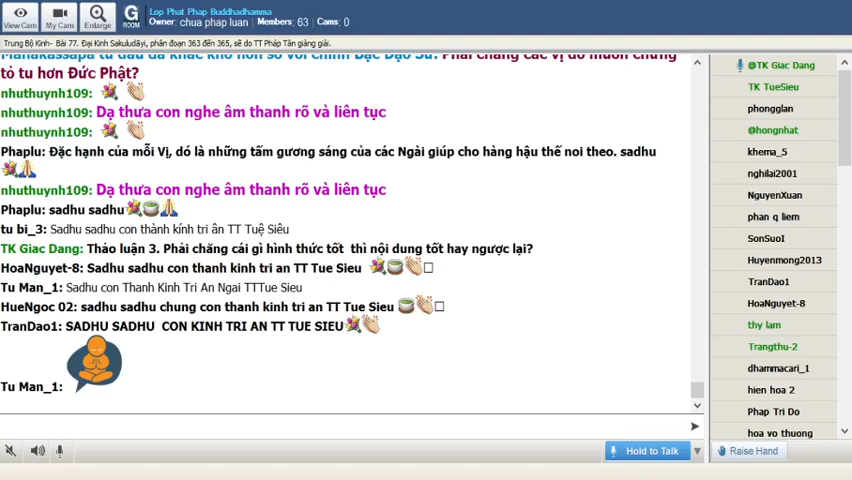 Lop Phat Phap Buddhadhamma
Owner: chua phap luan Members: 63 Cams: 0
View Cam My Cam Enlarge G ROOM
Trung Bộ Kinh- Bài 77. Đại Kinh Sakuludāyi, phân đoạn 363 đến 365, sẽ do TT Pháp Tân giảng giải.
tỏ tu hơn Đức Phật?
nhuthuynh109:
nhuthuynh109: Dạ thưa con nghe âm thanh rõ và liên tục
nhuthuynh109:
Phaplu: Đặc hạnh của mỗi Vị, đó là những tấm gương sáng của các Ngài giúp cho hàng hậu thế noi theo. sadhu
nhuthuynh109: Dạ thưa con nghe âm thanh rõ và liên tục
Phaplu: sadhu sadhu
tu bi_3: Sadhu sadhu con thành kính tri ân TT Tuệ Siêu
TK Giac Dang: Thảo luận 3. Phải chăng cái gì hình thức tốt thì nội dung tốt hay ngược lại?
HoaNguyet-8: Sadhu sadhu con thanh kinh tri an TT Tue Sieu
Tu Man_1: Sadhu con Thanh Kinh Tri An Ngai TTTue Sieu
HueNgoc 02: sadhu sadhu chung con thanh kinh tri an TT Tue Sieu
TranDao1: SADHU SADHU CON KINH TRI AN TT TUE SIEU
Tu Man_1:
@TK Giac Dang
TK TueSieu
phongglan
@hongnhat
khema_5
nghilai2001
NguyenXuan
phan q liem
SonSuoI
Huyenmong2013
TranDao1
HoaNguyet-8
thy lam
Trangthu-2
dhammacari_1
hien hoa 2
Phap Tri Do
hoa vo thuong
Hold to Talk
Raise Hand